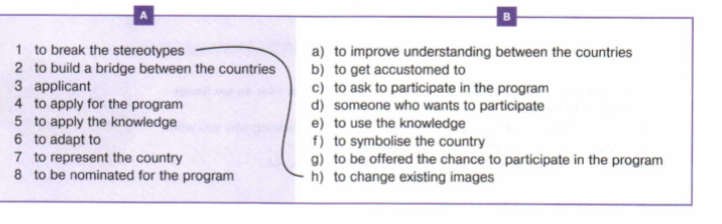 A
1 to break the stereotypes
2 to build a bridge between the countries
3 applicant
4 to apply for the program
5 to apply the knowledge
6 to adapt to
7 to represent the country
8 to be nominated for the program
B
a) to improve understanding between the countries
b) to get accustomed to
c) to ask to participate in the program
d) someone who wants to participate
e) to use the knowledge
f) to symbolise the country
g) to be offered the chance to participate in the program
h) to change existing images